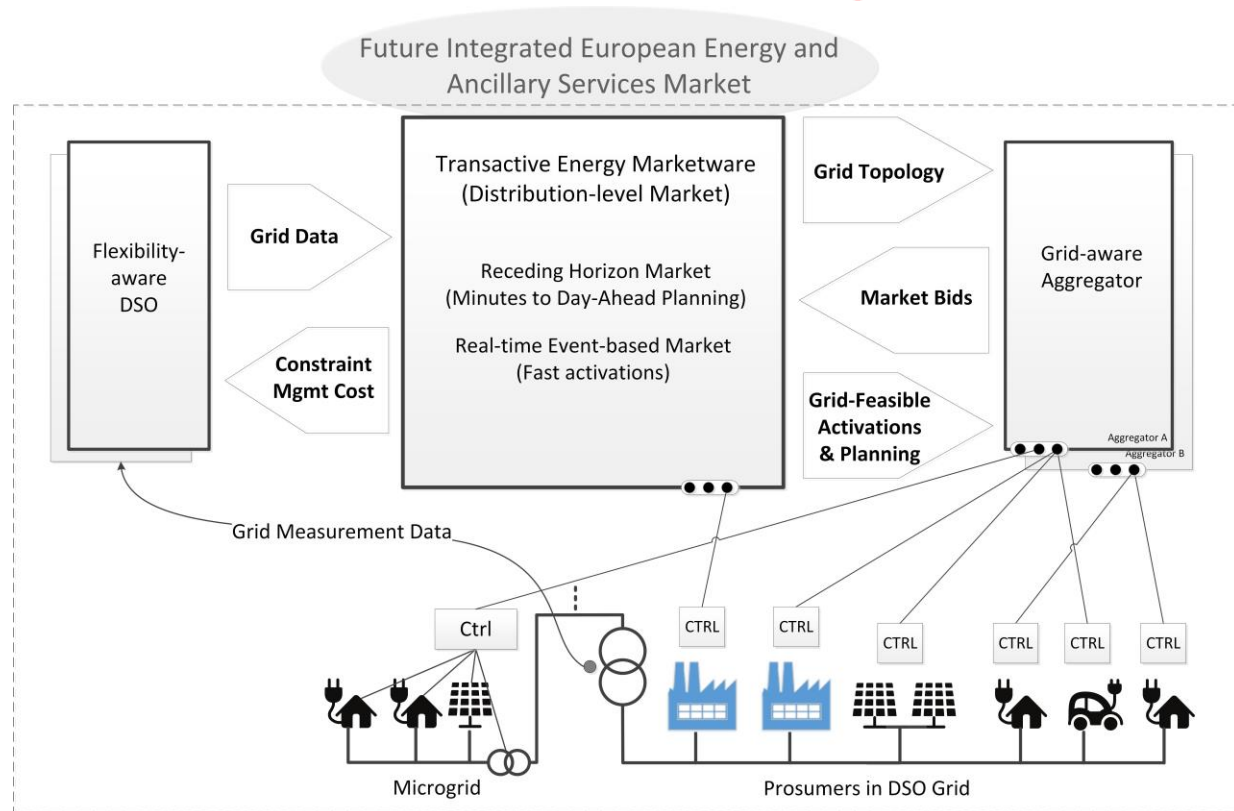 Future Integrated European Energy and
Ancillary Services Market
Transactive Energy Marketware
(Distribution-level Market)
Receding Horizon Market
(Minutes to Day-Ahead Planning)
Real-time Event-based Market
(Fast activations)
Flexibility-
aware
DSO
Grid Data
Constraint
Mgmt Cost
Grid Topology
Market Bids
Grid-Feasible
Activations
& Planning
Grid-aware
Aggregator
Aggregator A
Aggregator B
Grid Measurement Data
Ctrl
CTRL
CTRL
CTRL
CTRL
CTRL
CTRL
Microgrid
Prosumers in DSO Grid